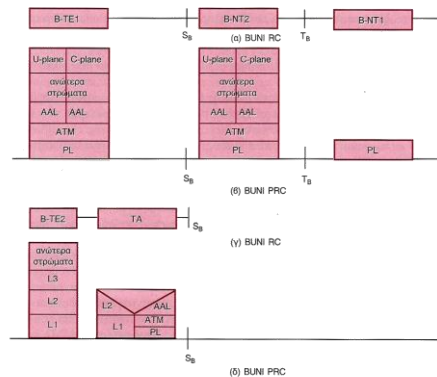 B-TE1 B-NT2 B-NT1
S_B T_B
(α) BUNI RC
U-plane C-plane U-plane C-plane
ανώτερα ανώτερα
στρώματα στρώματα
AAL AAL AAL AAL
ATM ATM
PL PL PL
S_B T_B
(β) BUNI PRC
B-TE2 TA S_B
(γ) BUNI RC
ανώτερα
στρώματα
L3
L2 L2 AAL
L1 L1 ATM
PL
S_B
(δ) BUNI PRC